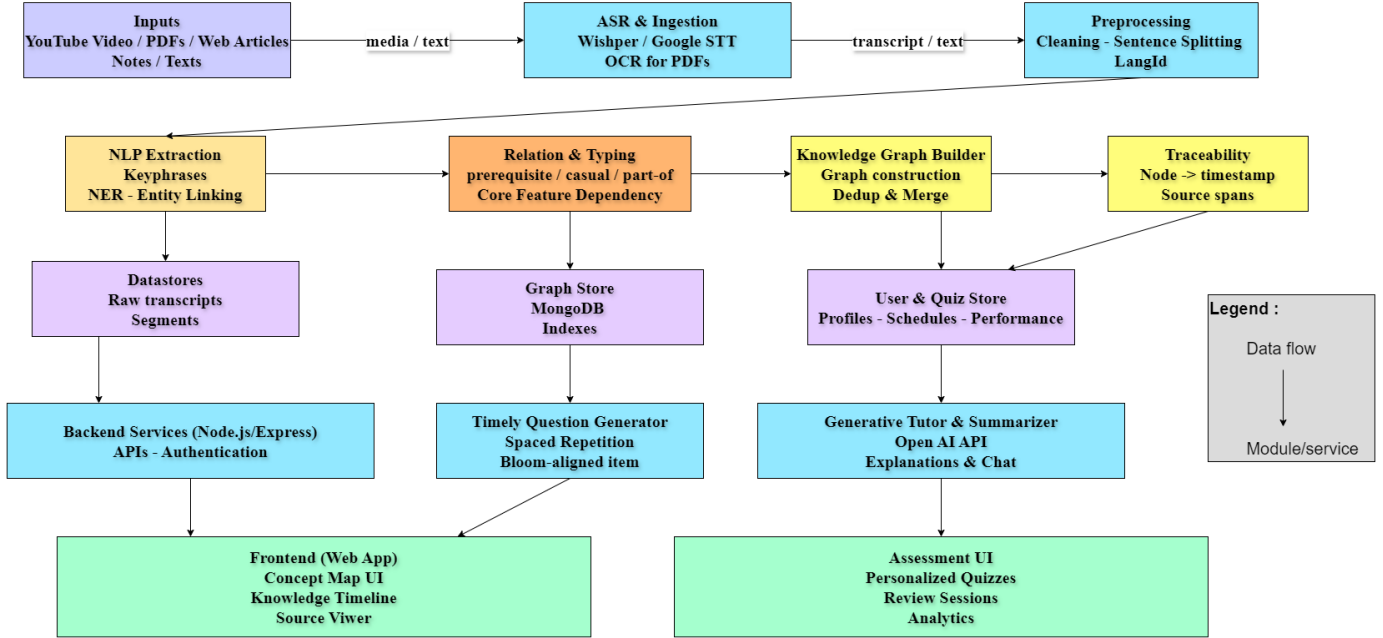 Inputs
YouTube Video / PDFs / Web Articles
Notes / Texts
media / text
ASR & Ingestion
Wishper / Google STT
OCR for PDFs
transcript / text
Preprocessing
Cleaning - Sentence Splitting
LangId
NLP Extraction
Keyphrases
NER - Entity Linking
Relation & Typing
prerequisite / casual / part-of
Core Feature Dependency
Knowledge Graph Builder
Graph construction
Dedup & Merge
Traceability
Node -> timestamp
Source spans
Datastores
Raw transcripts
Segments
Graph Store
MongoDB
Indexes
User & Quiz Store
Profiles - Schedules - Performance
Legend :
Data flow
Module/service
Backend Services (Node.js/Express)
APIs - Authentication
Timely Question Generator
Spaced Repetition
Bloom-aligned item
Generative Tutor & Summarizer
Open AI API
Explanations & Chat
Frontend (Web App)
Concept Map UI
Knowledge Timeline
Source Viwer
Assessment UI
Personalized Quizzes
Review Sessions
Analytics